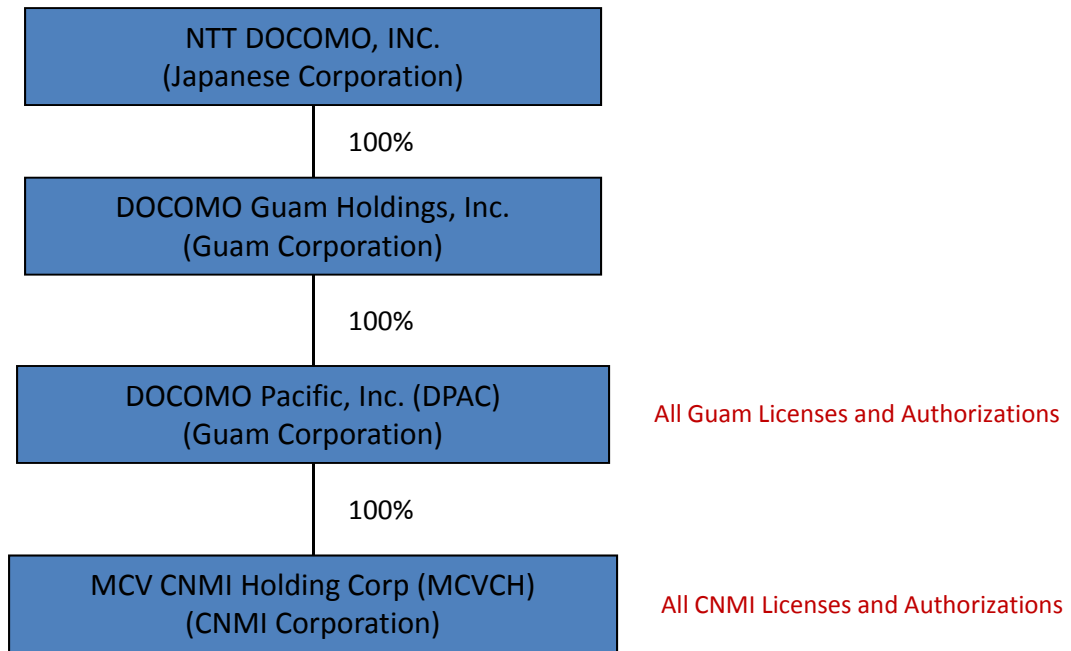 NTT DOCOMO, INC.
(Japanese Corporation)
100%
DOCOMO Guam Holdings, Inc.
(Guam Corporation)
100%
DOCOMO Pacific, Inc. (DPAC)
(Guam Corporation)
All Guam Licenses and Authorizations
100%
MCV CNMI Holding Corp (MCVCH)
(CNMI Corporation)
All CNMI Licenses and Authorizations